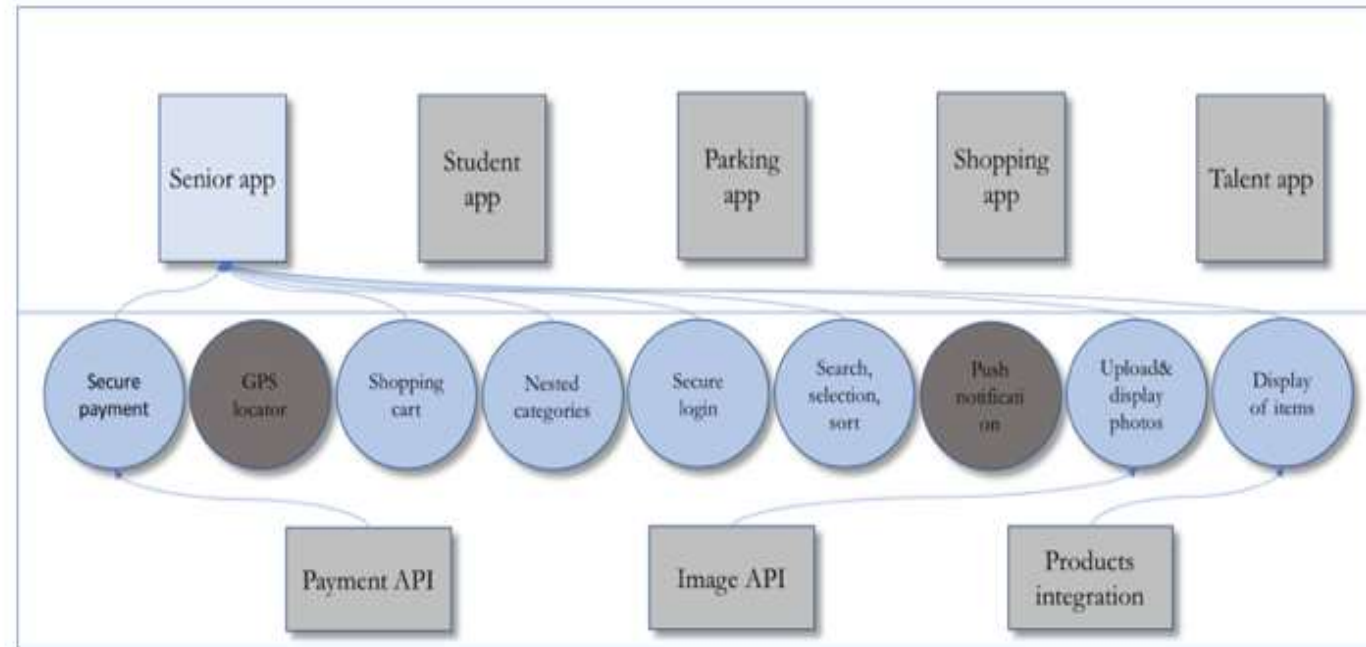 Senior app
Student
app
Parking
app
Shopping
app
Talent app
Secure
payment
GPS
locator
Shopping
cart
Nested
categories
Secure
login
Search,
selection,
sort
Push
notificati
on
Upload&
display
photos
Display
of items
Payment API
Image API
Products
integration